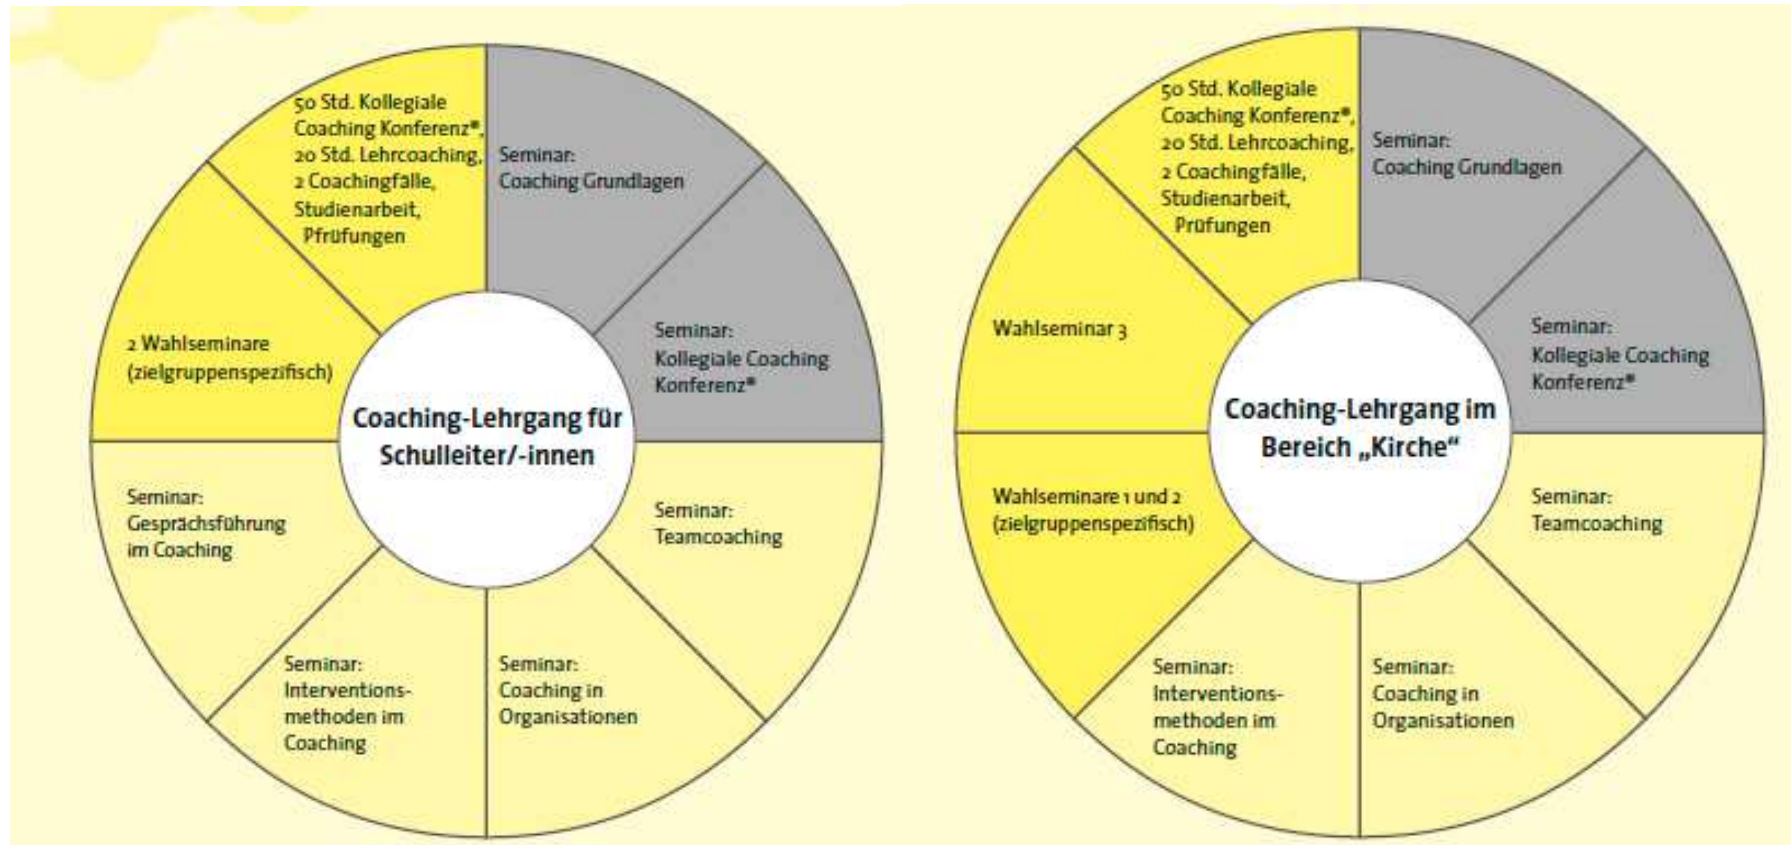 50 Std. Kollegiale
Coaching Konferenz®,
20 Std. Lehrcoaching,
2 Coachingfälle,
Studienarbeit,
Pfrüfungen
Seminar:
Coaching Grundlagen
Seminar:
Kollegiale Coaching
Konferenz®
Seminar:
Teamcoaching
Seminar:
Coaching in
Organisationen
Seminar:
Interventions-
methoden im
Coaching
Seminar:
Gesprächsführung
im Coaching
2 Wahlseminare
(zielgruppenspezifisch)
Coaching-Lehrgang für
Schulleiter/-innen
50 Std. Kollegiale
Coaching Konferenz®,
20 Std. Lehrcoaching,
2 Coachingfälle,
Studienarbeit,
Prüfungen
Seminar:
Coaching Grundlagen
Seminar:
Kollegiale Coaching
Konferenz®
Seminar:
Teamcoaching
Seminar:
Coaching in
Organisationen
Seminar:
Interventions-
methoden im
Coaching
Wahlseminare 1 und 2
(zielgruppenspezifisch)
Wahlseminar 3
Coaching-Lehrgang im
Bereich „Kirche“